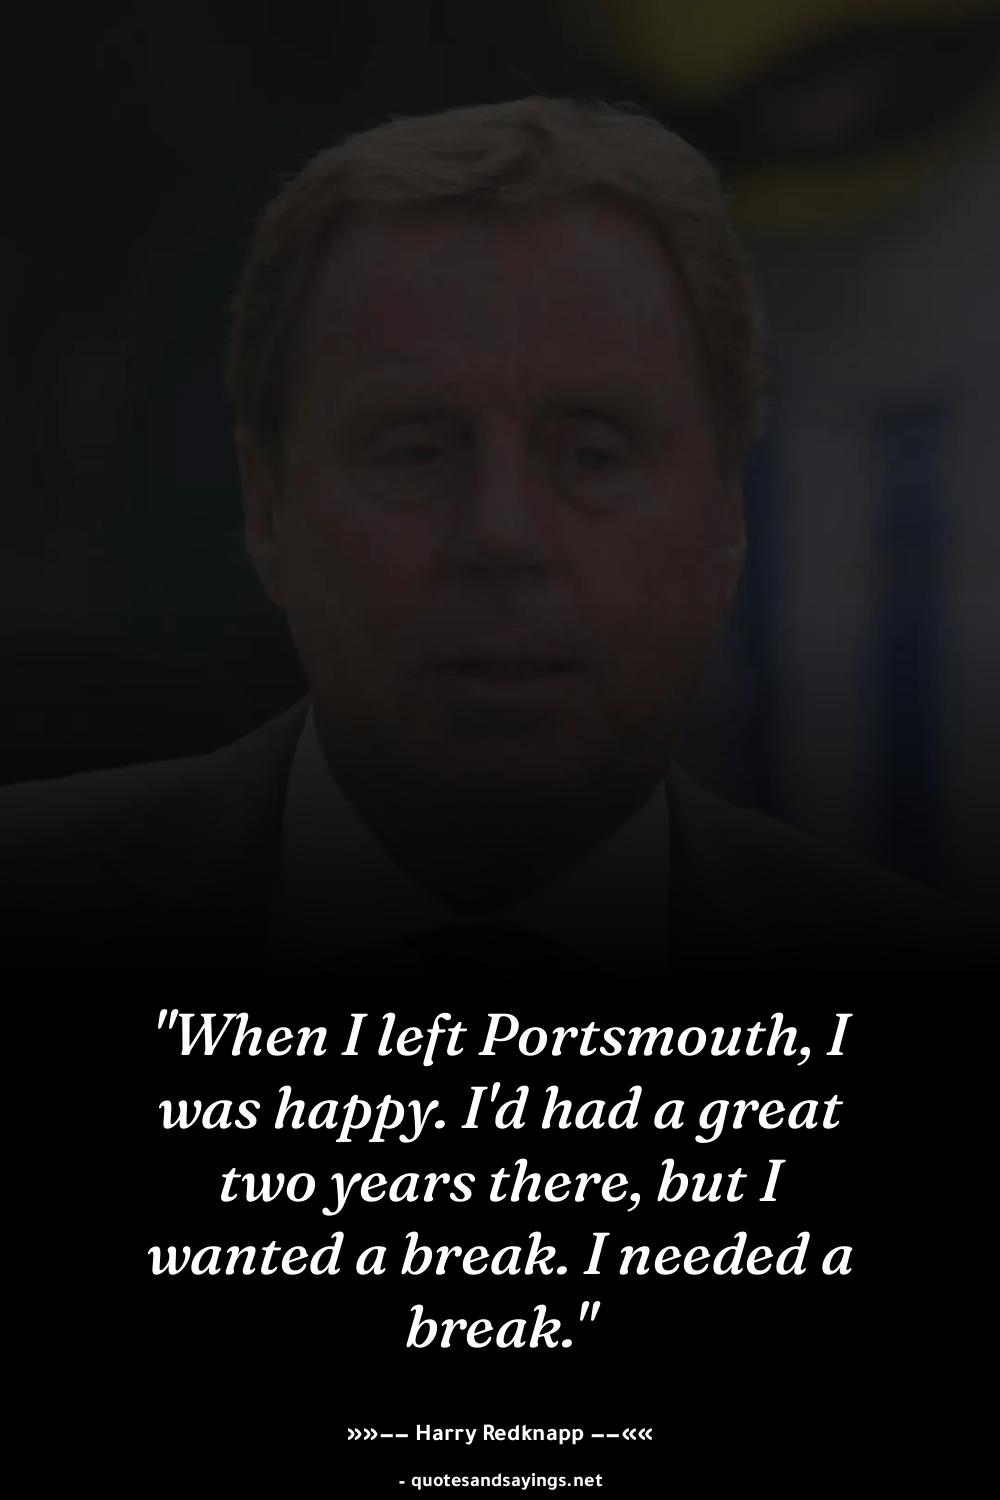 "When I left Portsmouth, I
was happy. I'd had a great
two years there, but I
wanted a break. I needed a
break."
»»–– Harry Redknapp ––««
- quotesandsayings.net